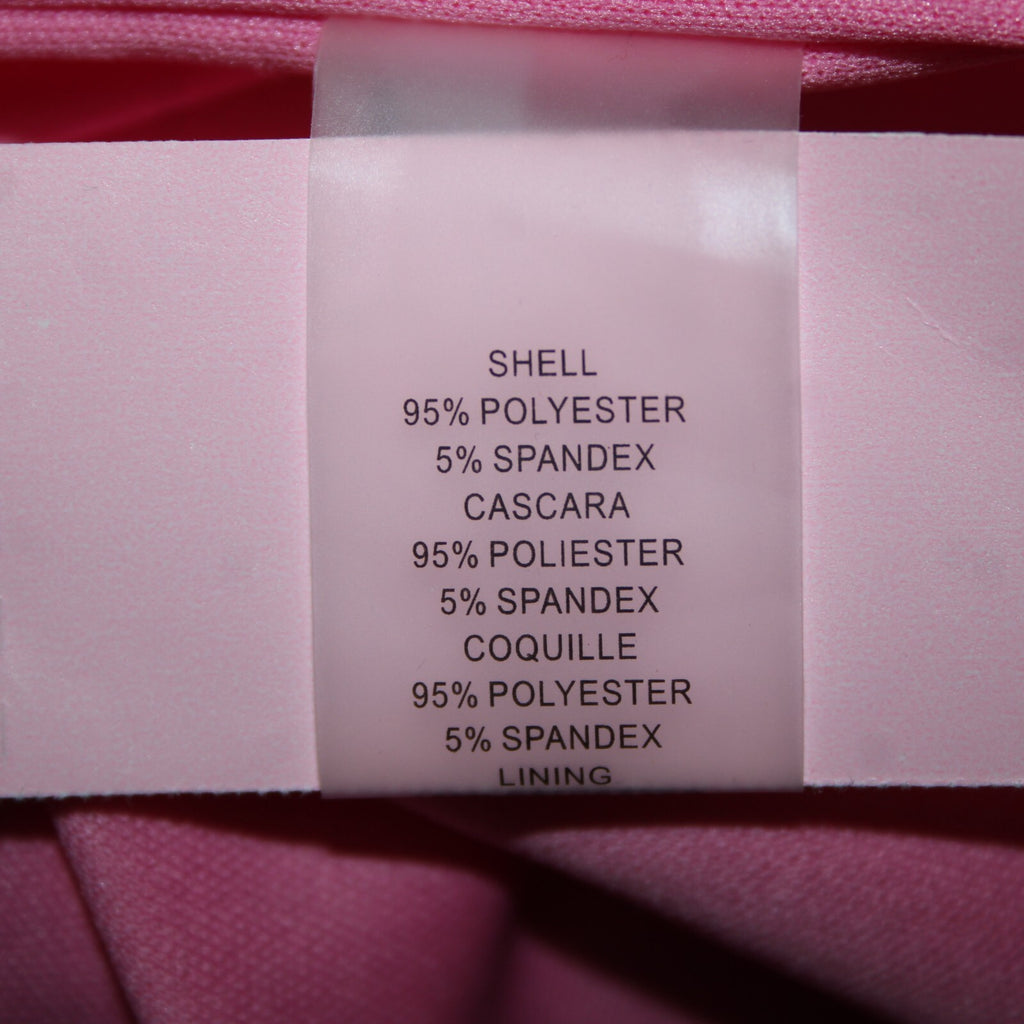 SHELL
95% POLYESTER
5% SPANDEX
CASCARA
95% POLIESTER
5% SPANDEX
COQUILLE
95% POLYESTER
5% SPANDEX
LINING